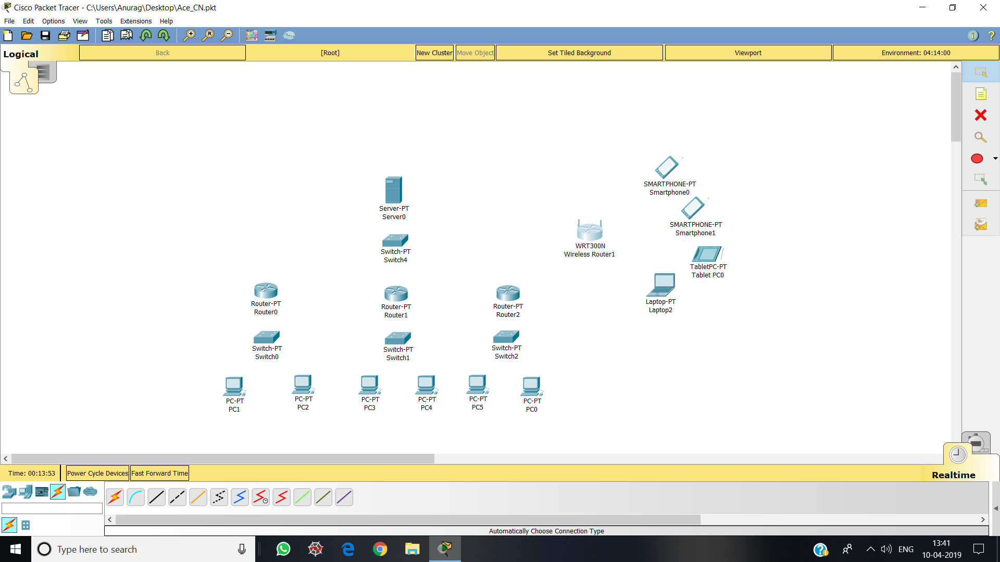 Cisco Packet Tracer - C:\Users\Anurag\Desktop\Ace_CN.pkt
File Edit Options View Tools Extensions Help
Logical
Back
[Root]
New Cluster
Move Object
Set Tiled Background
Viewport
Environment: 04:14:00
SMARTPHONE-PT
Smartphone0
SMARTPHONE-PT
Smartphone1
Server-PT
Server0
WRT300N
Wireless Router1
Switch-PT
Switch4
TabletPC-PT
Tablet PC0
Laptop-PT
Laptop2
Router-PT
Router0
Router-PT
Router1
Router-PT
Router2
Switch-PT
Switch0
Switch-PT
Switch1
Switch-PT
Switch2
PC-PT
PC1
PC-PT
PC2
PC-PT
PC3
PC-PT
PC4
PC-PT
PC5
PC-PT
PC0
Time: 00:13:53
Power Cycle Devices
Fast Forward Time
Realtime
Automatically Choose Connection Type
Type here to search
ENG
13:41
10-04-2019